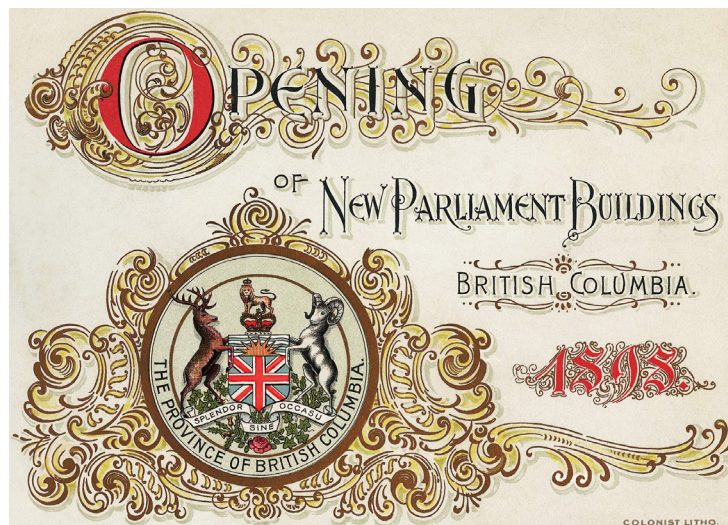 OPENING
OF NEW PARLIAMENT BUILDINGS
BRITISH COLUMBIA.
1898.
THE PROVINCE OF BRITISH COLUMBIA.
SPLENDOR SINE OCCASU
COLONIST LITHO.